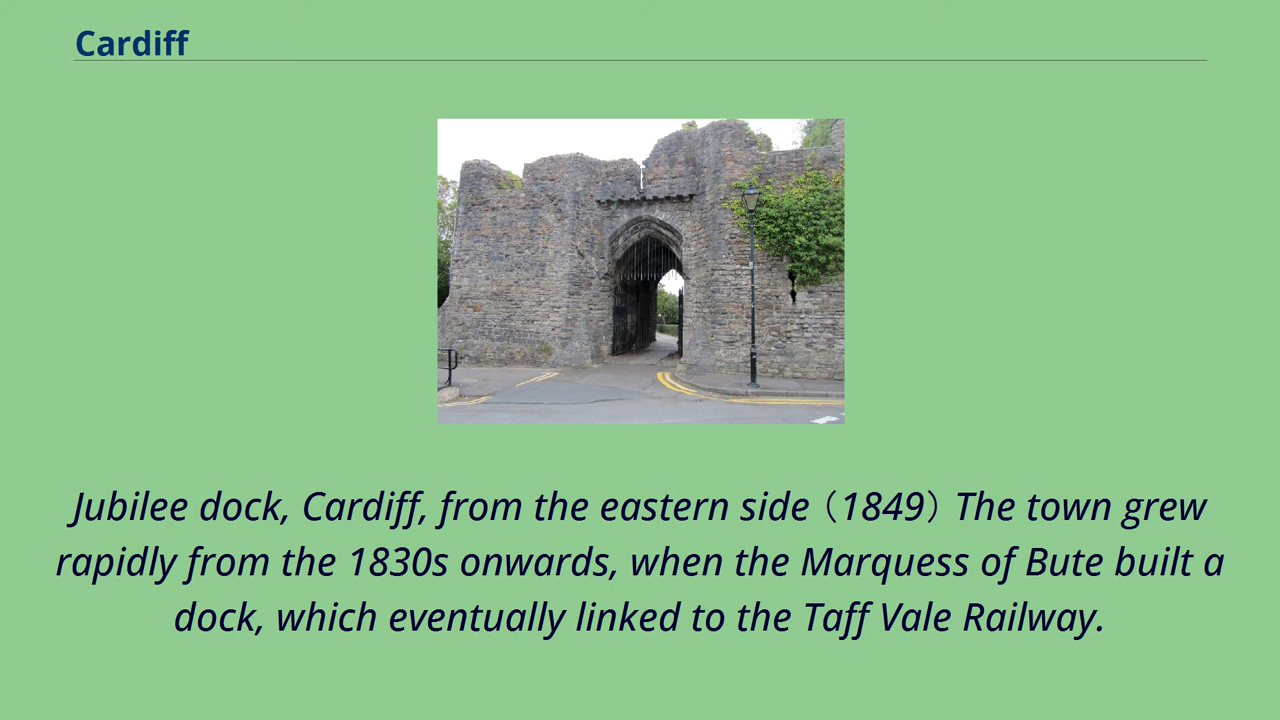 Cardiff
Jubilee dock, Cardiff, from the eastern side（1849）The town grew
rapidly from the 1830s onwards, when the Marquess of Bute built a
dock, which eventually linked to the Taff Vale Railway.